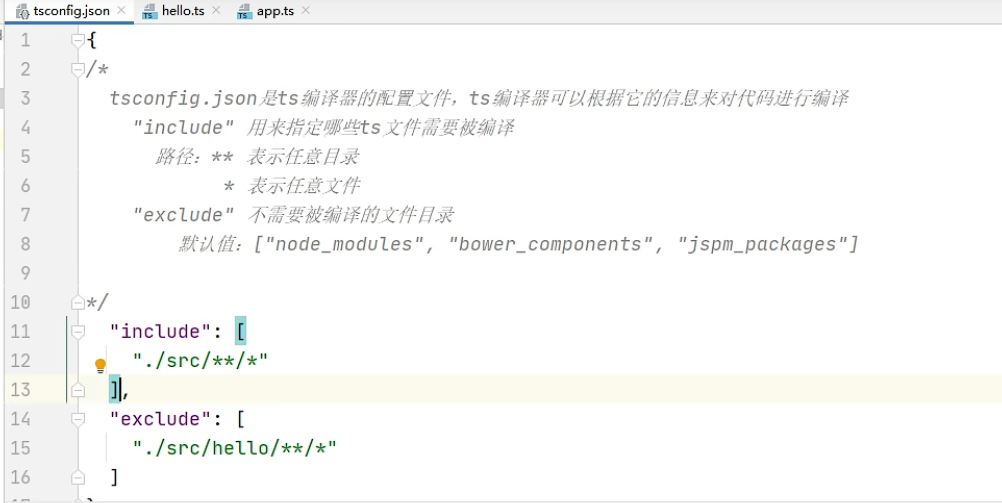 tsconfig.json × hello.ts × app.ts ×
1 {
2 /*
3 tsconfig.json是ts编译器的配置文件，ts编译器可以根据它的信息来对代码进行编译
4 "include" 用来指定哪些ts文件需要被编译
5 路径：** 表示任意目录
6 * 表示任意文件
7 "exclude" 不需要被编译的文件目录
8 默认值：["node_modules", "bower_components", "jspm_packages"]
9
10 */
11 "include": [
12 "./src/**/*"
13 ],
14 "exclude": [
15 "./src/hello/**/*"
16 ]